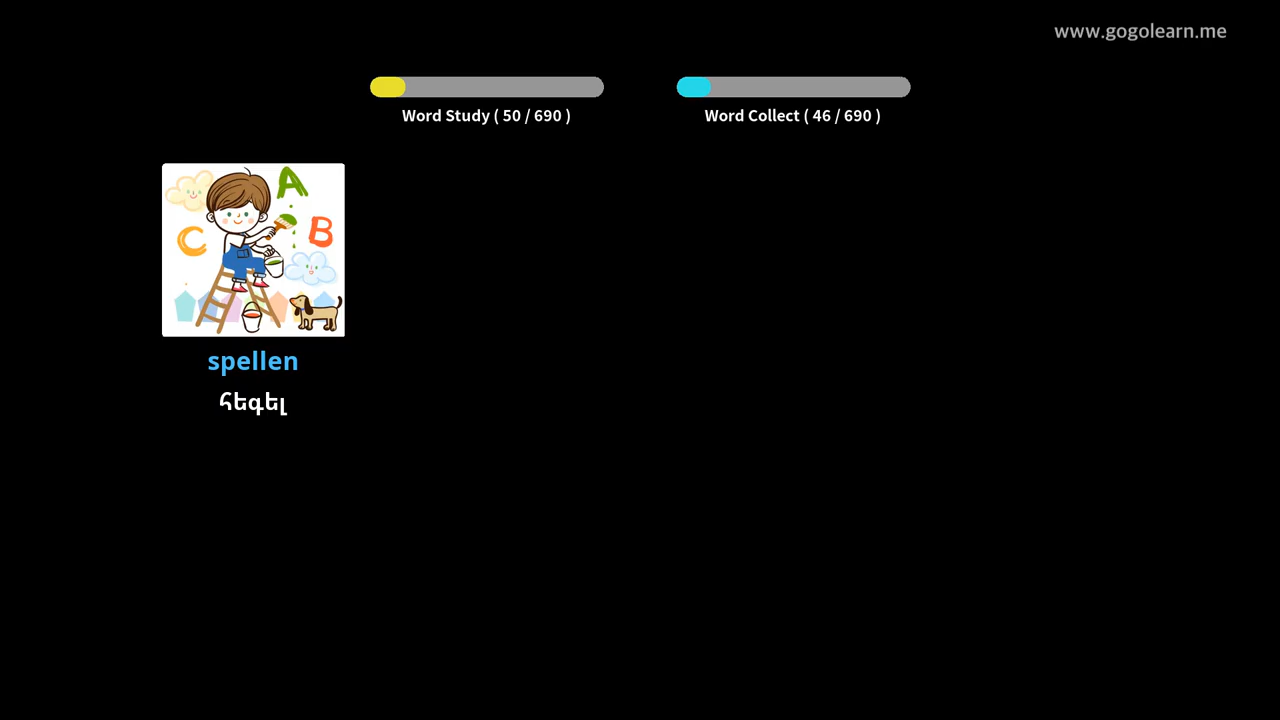 www.gogolearn.me
Word Study ( 50 / 690 )
Word Collect ( 46 / 690 )
A
B
C
spellen
հեգել